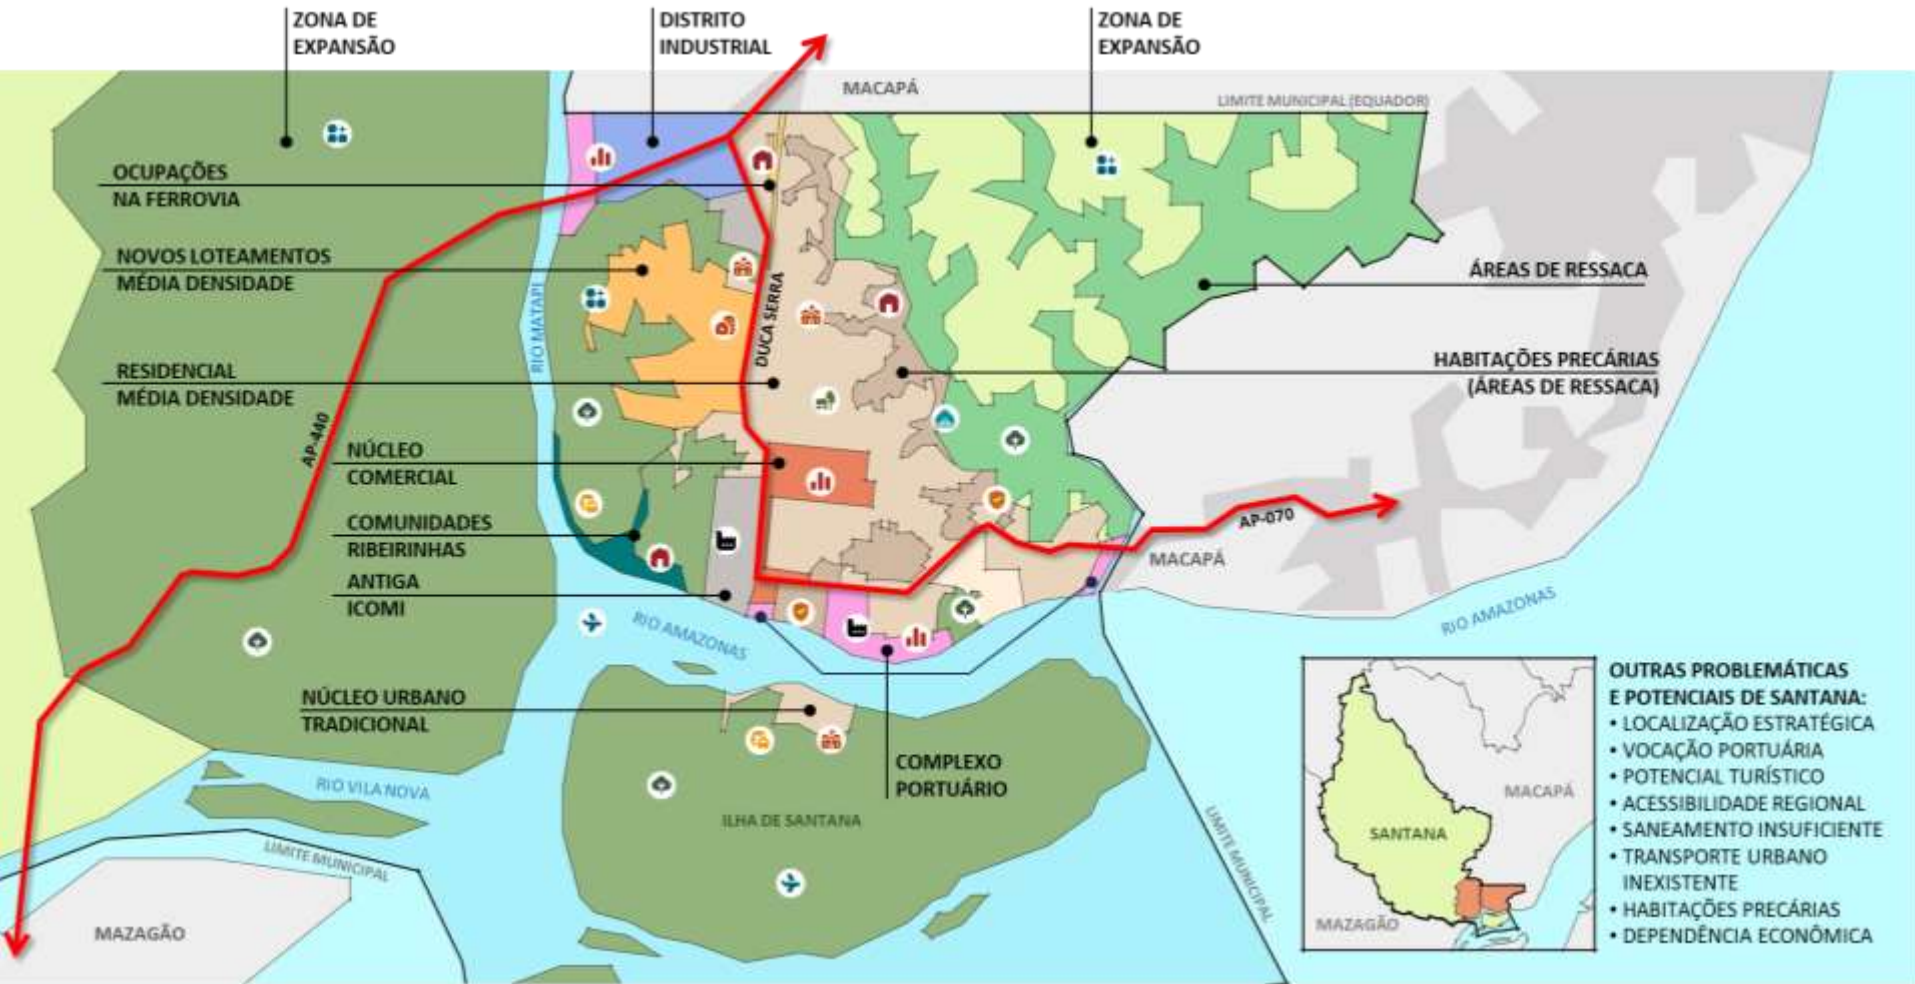 ZONA DE
EXPANSÃO
DISTRITO
INDUSTRIAL
ZONA DE
EXPANSÃO
MACAPÁ
LIMITE MUNICIPAL (EQUADOR)
OCUPAÇÕES
NA FERROVIA
NOVOS LOTEAMENTOS
MÉDIA DENSIDADE
RIO MATAPI
DUCA SERRA
ÁREAS DE RESSACA
RESIDENCIAL
MÉDIA DENSIDADE
HABITAÇÕES PRECÁRIAS
(ÁREAS DE RESSACA)
AP-440
NÚCLEO
COMERCIAL
COMUNIDADES
RIBEIRINHAS
AP-070
MACAPÁ
ANTIGA
ICOMI
RIO AMAZONAS
RIO AMAZONAS
NÚCLEO URBANO
TRADICIONAL
COMPLEXO
PORTUÁRIO
RIO VILA NOVA
ILHA DE SANTANA
LIMITE MUNICIPAL
LIMITE MUNICIPAL
MAZAGÃO
MACAPÁ
SANTANA
MAZAGÃO
OUTRAS PROBLEMÁTICAS
E POTENCIAIS DE SANTANA:
• LOCALIZAÇÃO ESTRATÉGICA
• VOCAÇÃO PORTUÁRIA
• POTENCIAL TURÍSTICO
• ACESSIBILIDADE REGIONAL
• SANEAMENTO INSUFICIENTE
• TRANSPORTE URBANO
INEXISTENTE
• HABITAÇÕES PRECÁRIAS
• DEPENDÊNCIA ECONÔMICA